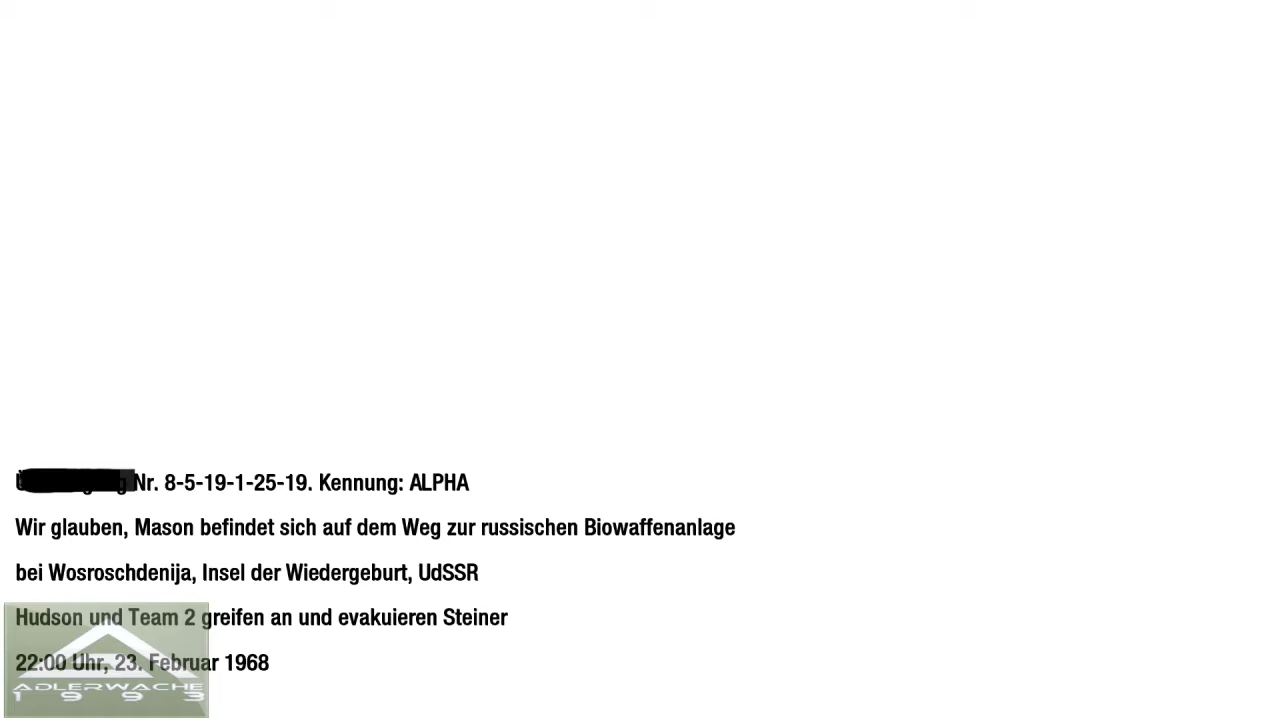 Nr. 8-5-19-1-25-19. Kennung: ALPHA
Wir glauben, Mason befindet sich auf dem Weg zur russischen Biowaffenanlage
bei Wosroschdenija, Insel der Wiedergeburt, UdSSR
Hudson und Team 2 greifen an und evakuieren Steiner
22:00 Uhr, 23. Februar 1968
ADLERWACHE
1993